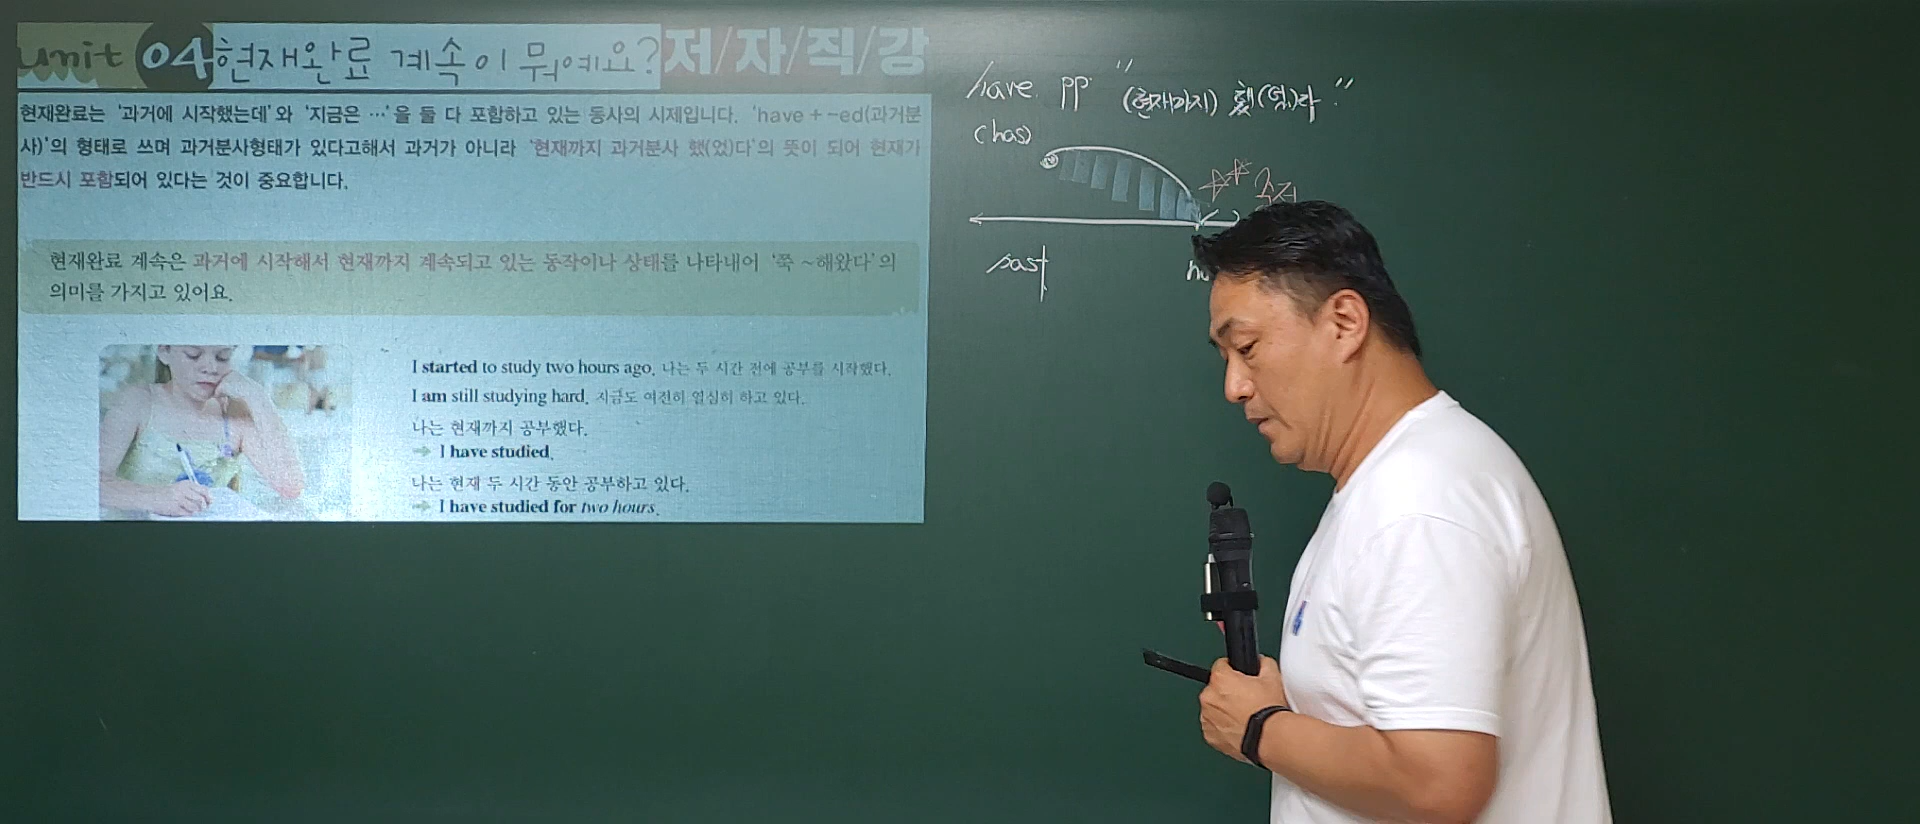 unit 04 현재완료 계속이 뭐예요? 저/자/직/강
현재완료는 ‘과거에 시작했는데’와 ‘지금은 …’을 둘 다 포함하고 있는 동사의 시제입니다. ‘have + -ed(과거분
사)’의 형태로 쓰며 과거분사형태가 있다고해서 과거가 아니라 ‘현재까지 과거분사 했(었)다’의 뜻이 되어 현재가
반드시 포함되어 있다는 것이 중요합니다.
현재완료 계속은 과거에 시작해서 현재까지 계속되고 있는 동작이나 상태를 나타내어 ‘쭉 ~해왔다’의
의미를 가지고 있어요.
I started to study two hours ago. 나는 두 시간 전에 공부를 시작했다.
I am still studying hard. 지금도 여전히 열심히 하고 있다.
나는 현재까지 공부했다.
➔ I have studied.
나는 현재 두 시간 동안 공부하고 있다.
➔ I have studied for two hours.
have pp "(현재까지) 했(었)다."
(has)
past